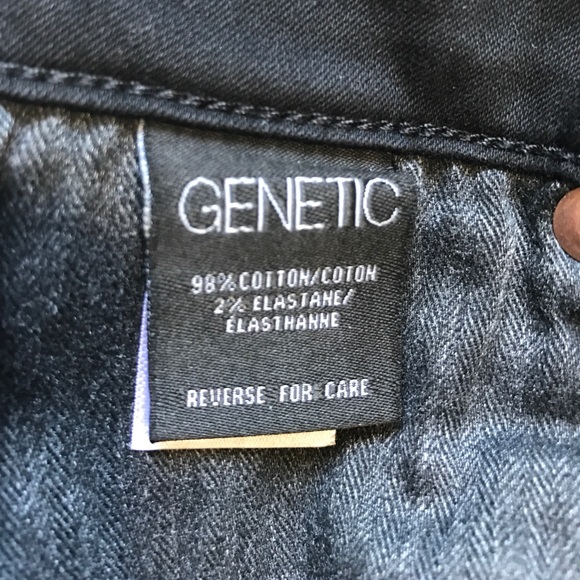 GENETIC
98% COTTON/COTON
2% ELASTANE/
ÉLASTHANNE
REVERSE FOR CARE